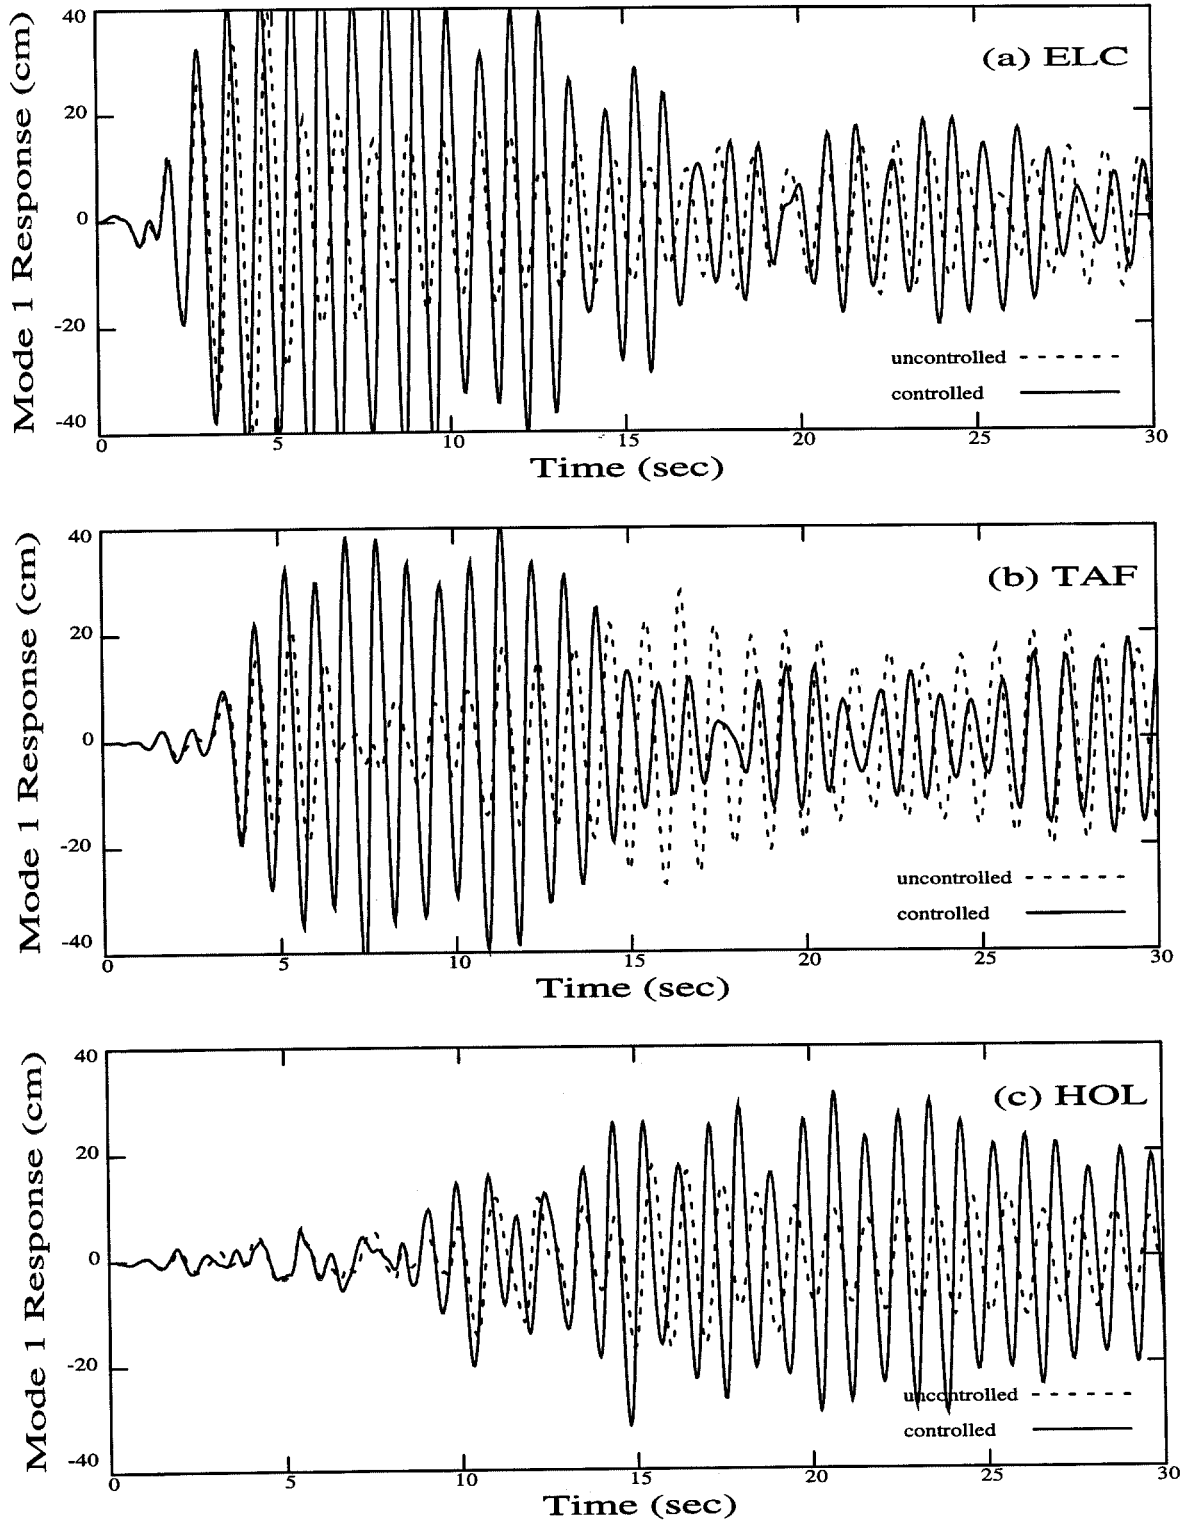 Mode 1 Response (cm)
40
20
0
-20
-40
(a) ELC
uncontrolled
controlled
0 5 10 15 20 25 30
Time (sec)
Mode 1 Response (cm)
40
20
0
-20
-40
(b) TAF
uncontrolled
controlled
0 5 10 15 20 25 30
Time (sec)
Mode 1 Response (cm)
40
20
0
-20
-40
(c) HOL
uncontrolled
controlled
0 5 10 15 20 25 30
Time (sec)